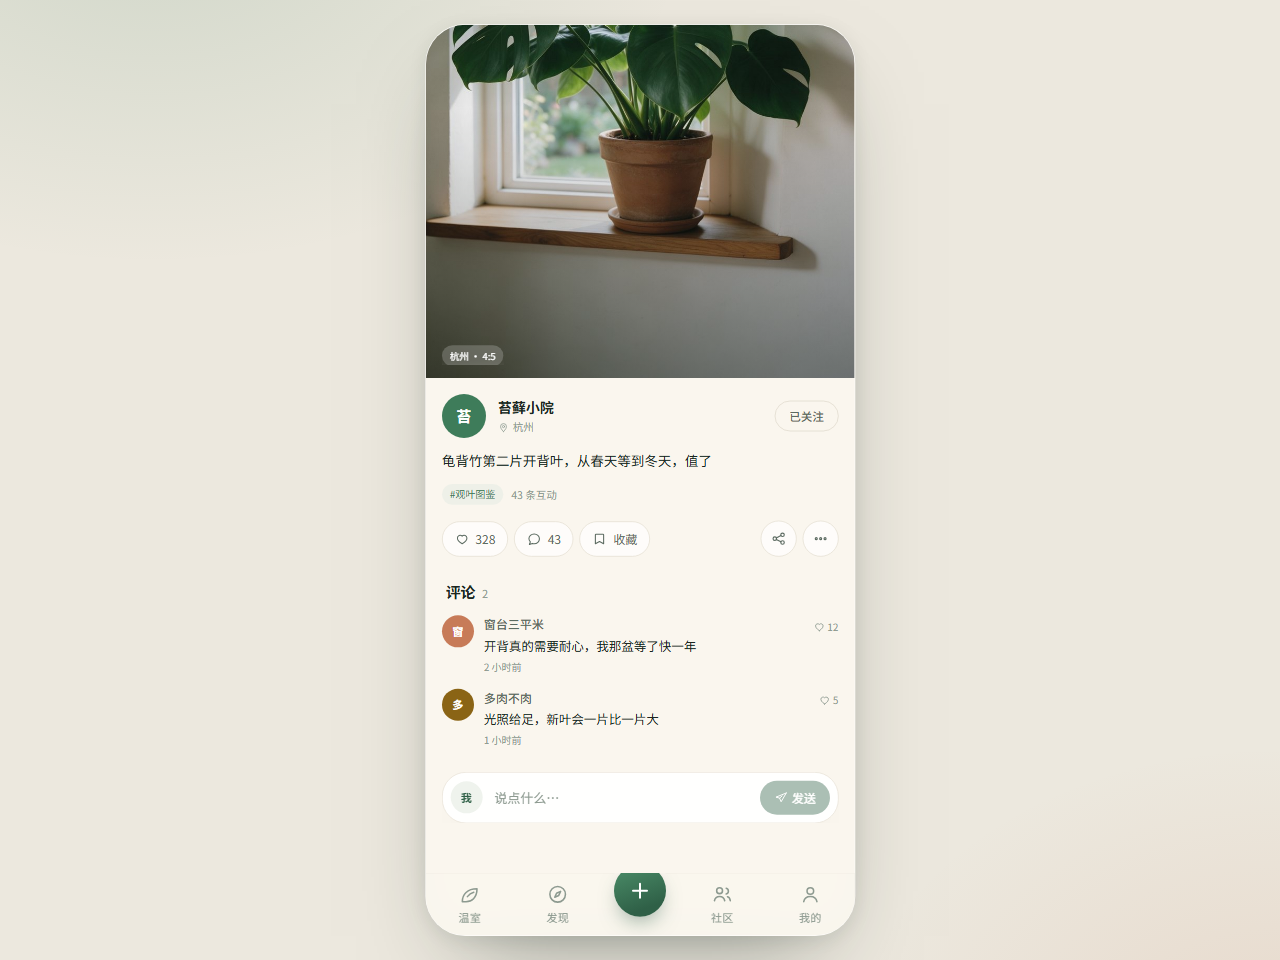 杭州 • 4:5
苔
苔藓小院
杭州
已关注
龟背竹第二片开背叶，从春天等到冬天，值了
#观叶图鉴 43 条互动
328 43 收藏
评论 2
窗
窗台三平米
12
开背真的需要耐心，我那盆等了快一年
2 小时前
多
多肉不肉
5
光照给足，新叶会一片比一片大
1 小时前
我 说点什么… 发送
温室 发现 社区 我的